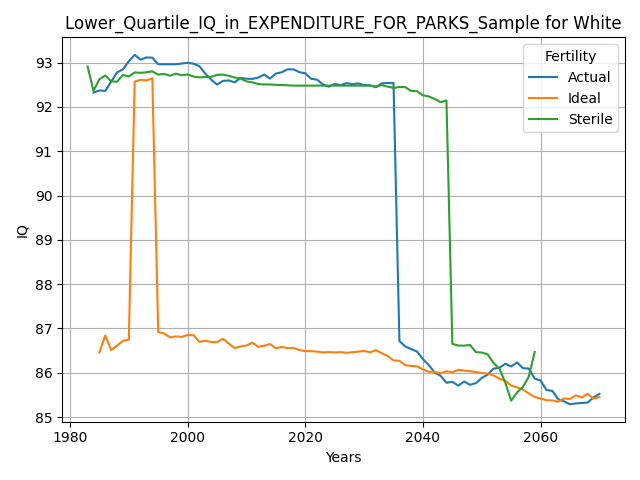 Lower_Quartile_IQ_in_EXPENDITURE_FOR_PARKS_Sample for White
Fertility
Actual
Ideal
Sterile
IQ
93
92
91
90
89
88
87
86
85
1980
2000
2020
2040
2060
Years